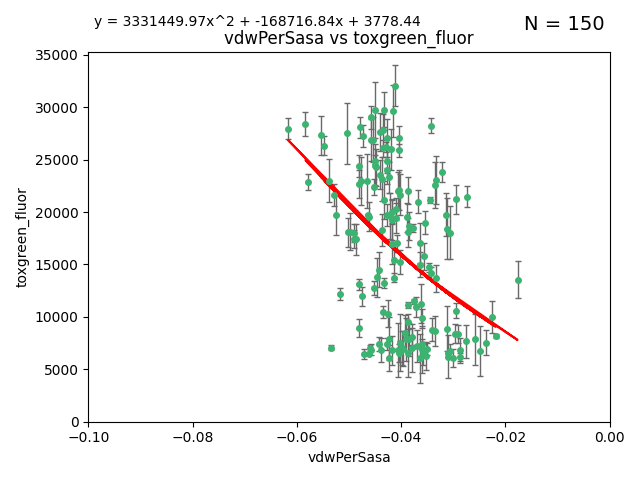 y = 3331449.97x^2 + -168716.84x + 3778.44
N = 150
vdwPerSasa vs toxgreen_fluor
35000
30000
25000
20000
15000
10000
5000
0
toxgreen_fluor
−0.10 −0.08 −0.06 −0.04 −0.02 0.00
vdwPerSasa